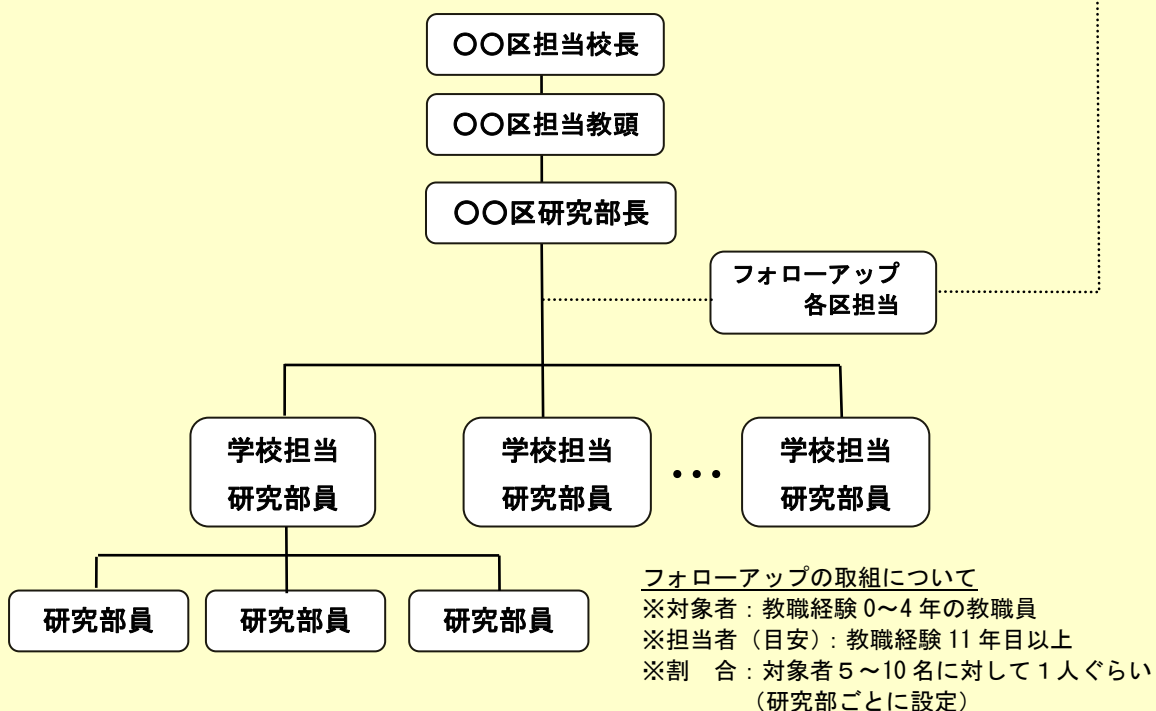 〇〇区担当校長
〇〇区担当教頭
〇〇区研究部長
フォローアップ
各区担当
学校担当
研究部員
学校担当
研究部員
・・・
学校担当
研究部員
研究部員
研究部員
研究部員
フォローアップの取組について
※対象者：教職経験 0～4 年の教職員
※担当者（目安）：教職経験 11 年目以上
※割　合：対象者５～10 名に対して１人ぐらい
（研究部ごとに設定）